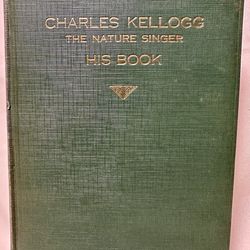 CHARLES KELLOGG
THE NATURE SINGER
HIS BOOK